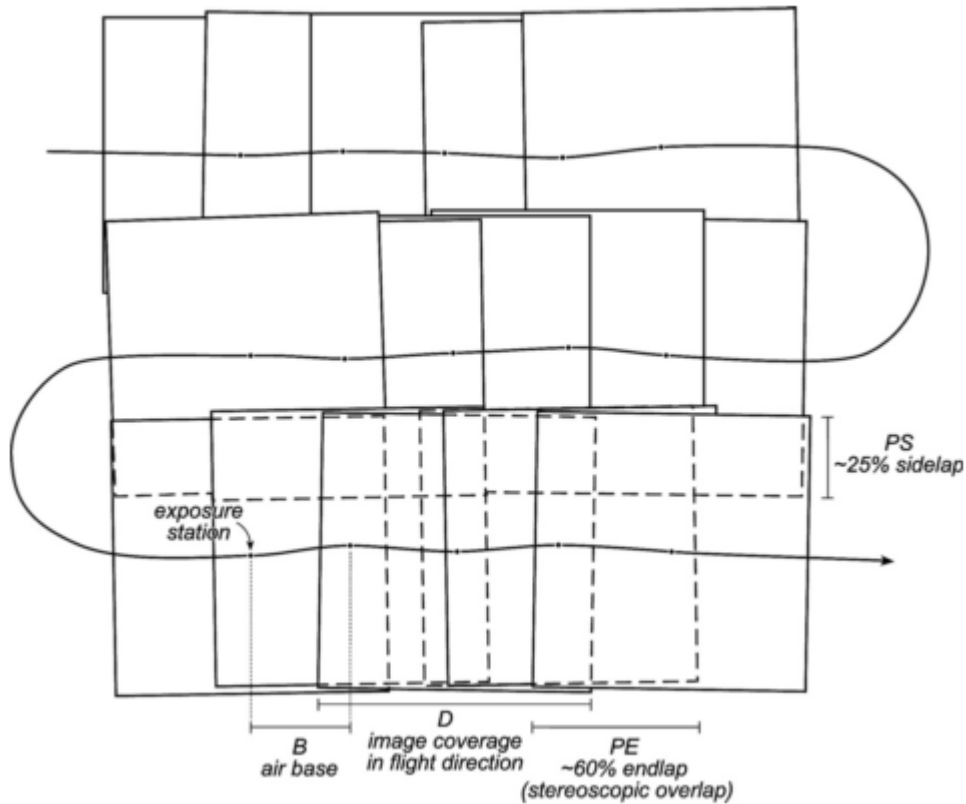 PS
~25% sidelap
exposure
station
B
air base
D
image coverage
in flight direction
PE
~60% endlap
(stereoscopic overlap)